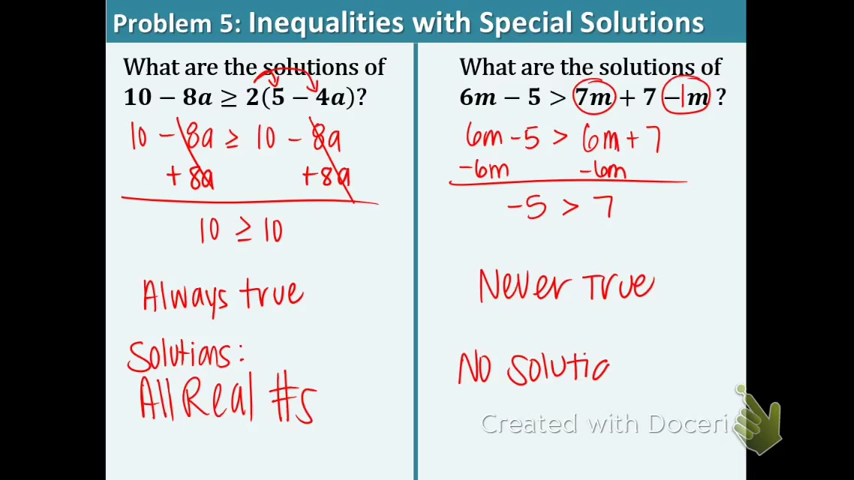 Problem 5: Inequalities with Special Solutions
What are the solutions of
10 − 8a ≥ 2(5 − 4a)?
10 - 8a ≥ 10 - 8a
+8a +8a
10 ≥ 10
Always true
Solutions:
All Real #s
What are the solutions of
6m − 5 > 7m + 7 − 1m ?
6m - 5 > 6m + 7
-6m -6m
-5 > 7
Never True
No solutio
Created with Doceri